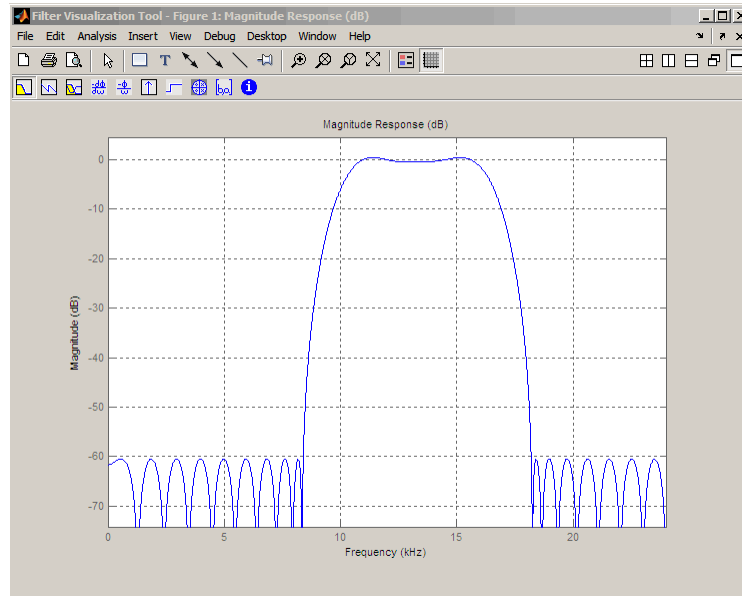 Filter Visualization Tool - Figure 1: Magnitude Response (dB)
File Edit Analysis Insert View Debug Desktop Window Help
Magnitude Response (dB)
0
-10
-20
-30
-40
-50
-60
-70
Magnitude (dB)
0 5 10 15 20
Frequency (kHz)